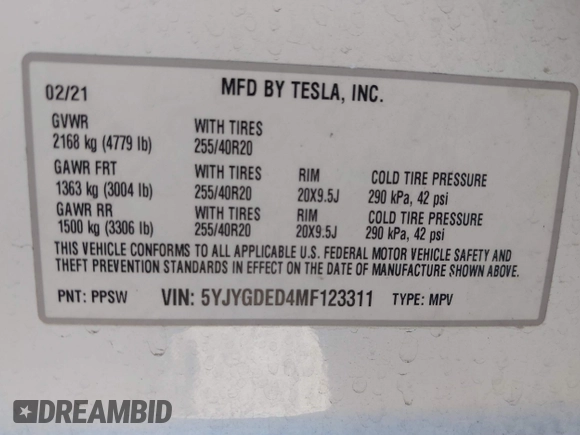 02/21 MFD BY TESLA, INC.
GVWR WITH TIRES
2168 kg (4779 lb) 255/40R20
GAWR FRT WITH TIRES RIM COLD TIRE PRESSURE
1363 kg (3004 lb) 255/40R20 20X9.5J 290 kPa, 42 psi
GAWR RR WITH TIRES RIM COLD TIRE PRESSURE
1500 kg (3306 lb) 255/40R20 20X9.5J 290 kPa, 42 psi
THIS VEHICLE CONFORMS TO ALL APPLICABLE U.S. FEDERAL MOTOR VEHICLE SAFETY AND
THEFT PREVENTION STANDARDS IN EFFECT ON THE DATE OF MANUFACTURE SHOWN ABOVE.
PNT: PPSW VIN: 5YJYGDED4MF123311 TYPE: MPV
DREAMBID